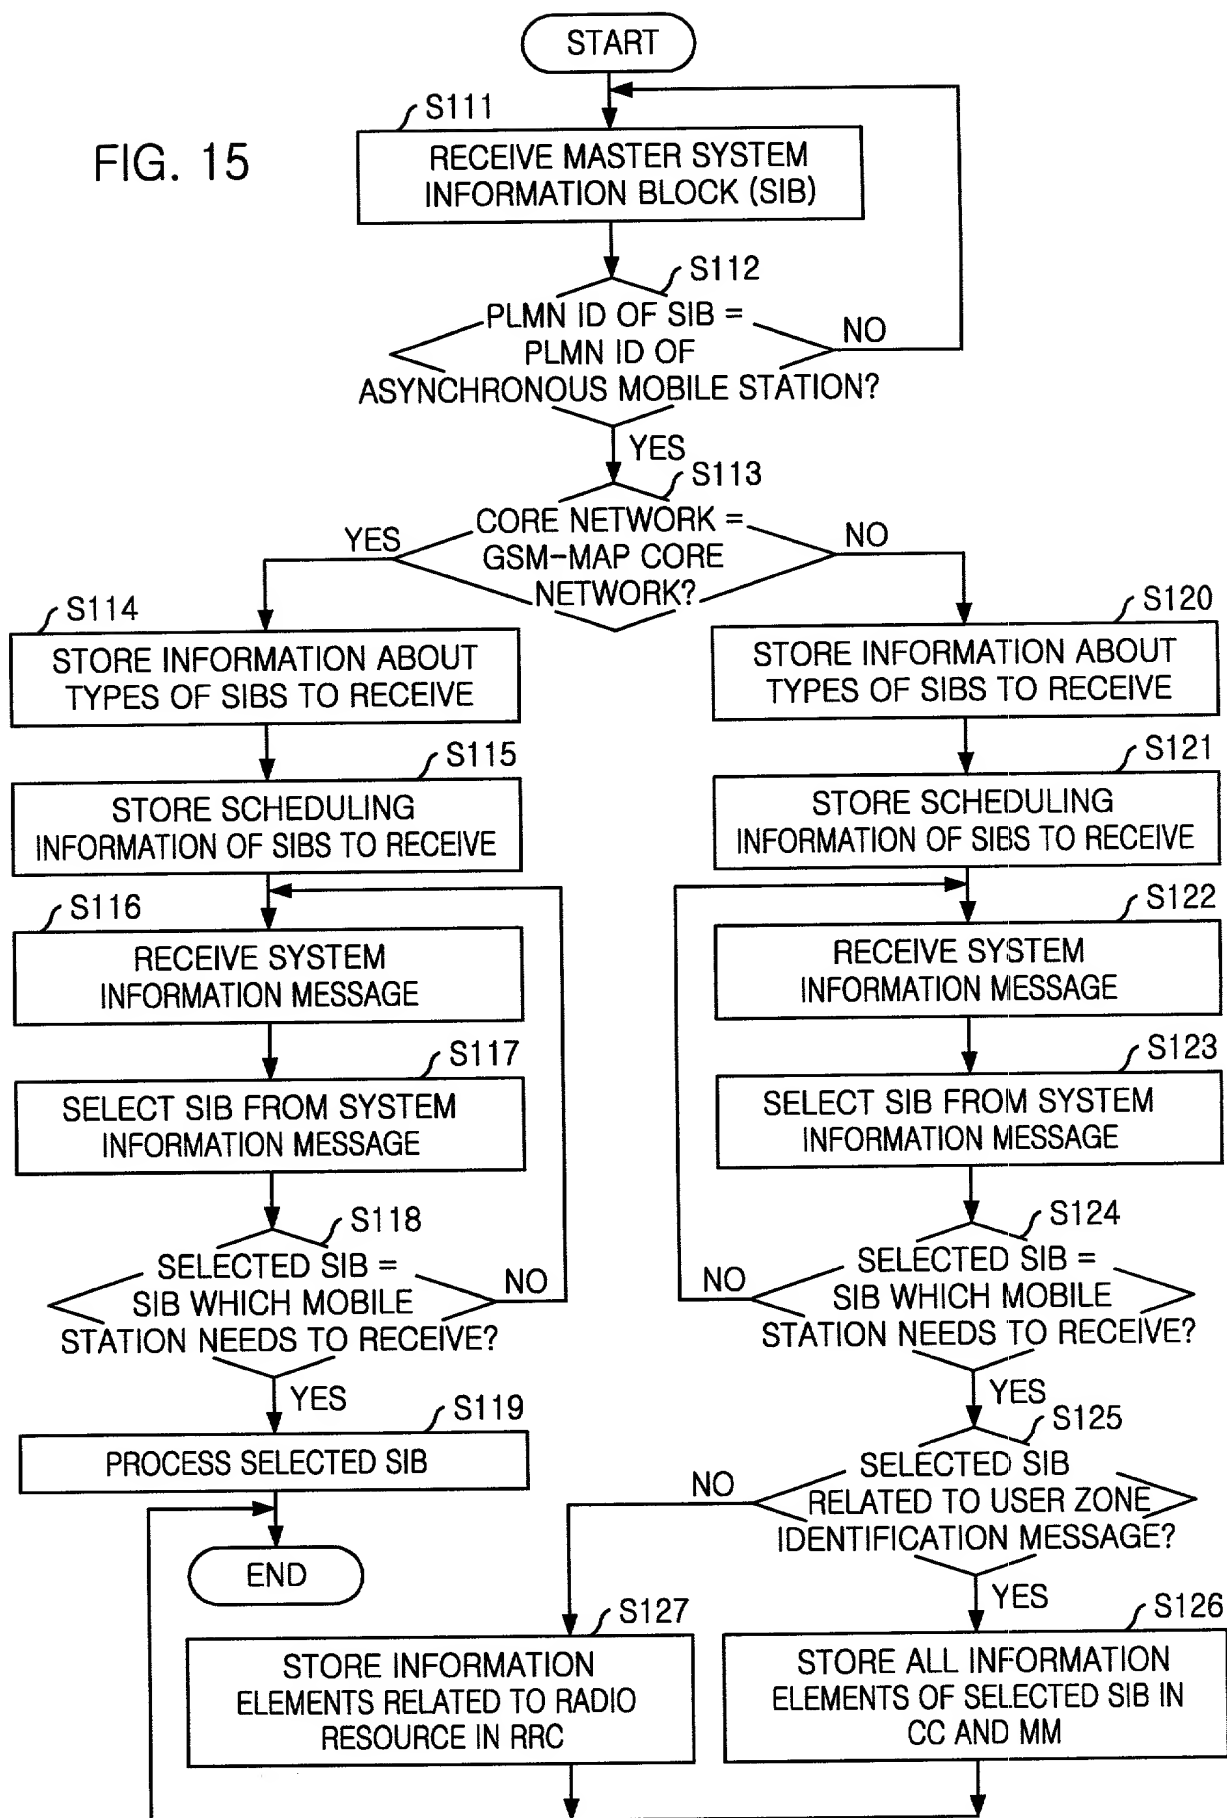 START
FIG. 15
S111
RECEIVE MASTER SYSTEM
INFORMATION BLOCK (SIB)
S112
PLMN ID OF SIB =
PLMN ID OF
ASYNCHRONOUS MOBILE STATION?
NO
YES
S113
CORE NETWORK =
GSM-MAP CORE
NETWORK?
YES
NO
S114
STORE INFORMATION ABOUT
TYPES OF SIBS TO RECEIVE
S115
STORE SCHEDULING
INFORMATION OF SIBS TO RECEIVE
S116
RECEIVE SYSTEM
INFORMATION MESSAGE
S117
SELECT SIB FROM SYSTEM
INFORMATION MESSAGE
S118
SELECTED SIB =
SIB WHICH MOBILE
STATION NEEDS TO RECEIVE?
NO
YES
S119
PROCESS SELECTED SIB
END
S120
STORE INFORMATION ABOUT
TYPES OF SIBS TO RECEIVE
S121
STORE SCHEDULING
INFORMATION OF SIBS TO RECEIVE
S122
RECEIVE SYSTEM
INFORMATION MESSAGE
S123
SELECT SIB FROM SYSTEM
INFORMATION MESSAGE
S124
SELECTED SIB =
SIB WHICH MOBILE
STATION NEEDS TO RECEIVE?
NO
YES
S125
SELECTED SIB
RELATED TO USER ZONE
IDENTIFICATION MESSAGE?
NO
YES
S127
STORE INFORMATION
ELEMENTS RELATED TO RADIO
RESOURCE IN RRC
S126
STORE ALL INFORMATION
ELEMENTS OF SELECTED SIB IN
CC AND MM